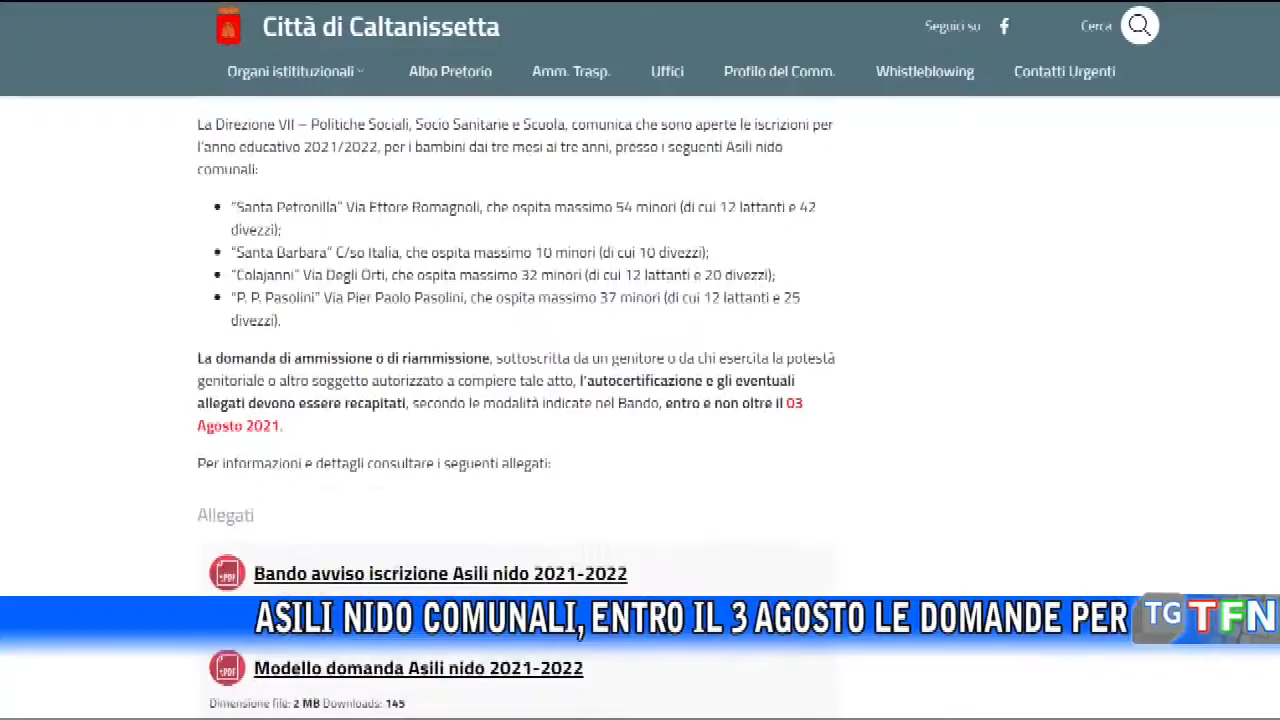 Città di Caltanissetta
Seguici su
Cerca
Organi istitituzionali
Albo Pretorio
Amm. Trasp.
Uffici
Profilo del Comm.
Whistleblowing
Contatti Urgenti
La Direzione VII – Politiche Sociali, Socio Sanitarie e Scuola, comunica che sono aperte le iscrizioni per
l'anno educativo 2021/2022, per i bambini dai tre mesi ai tre anni, presso i seguenti Asili nido
comunali:
• "Santa Petronilla" Via Ettore Romagnoli, che ospita massimo 54 minori (di cui 12 lattanti e 42
divezzi);
• "Santa Barbara" C/so Italia, che ospita massimo 10 minori (di cui 10 divezzi);
• "Colajanni" Via Degli Orti, che ospita massimo 32 minori (di cui 12 lattanti e 20 divezzi);
• "P. P. Pasolini" Via Pier Paolo Pasolini, che ospita massimo 37 minori (di cui 12 lattanti e 25
divezzi).
La domanda di ammissione o di riammissione, sottoscritta da un genitore o da chi esercita la potestà
genitoriale o altro soggetto autorizzato a compiere tale atto, l'autocertificazione e gli eventuali
allegati devono essere recapitati, secondo le modalità indicate nel Bando, entro e non oltre il 03
Agosto 2021.
Per informazioni e dettagli consultare i seguenti allegati:
Allegati
PDF
Bando avviso iscrizione Asili nido 2021-2022
ASILI NIDO COMUNALI, ENTRO IL 3 AGOSTO LE DOMANDE PER
TG TFN
PDF
Modello domanda Asili nido 2021-2022
Dimensione file: 2 MB Downloads: 145